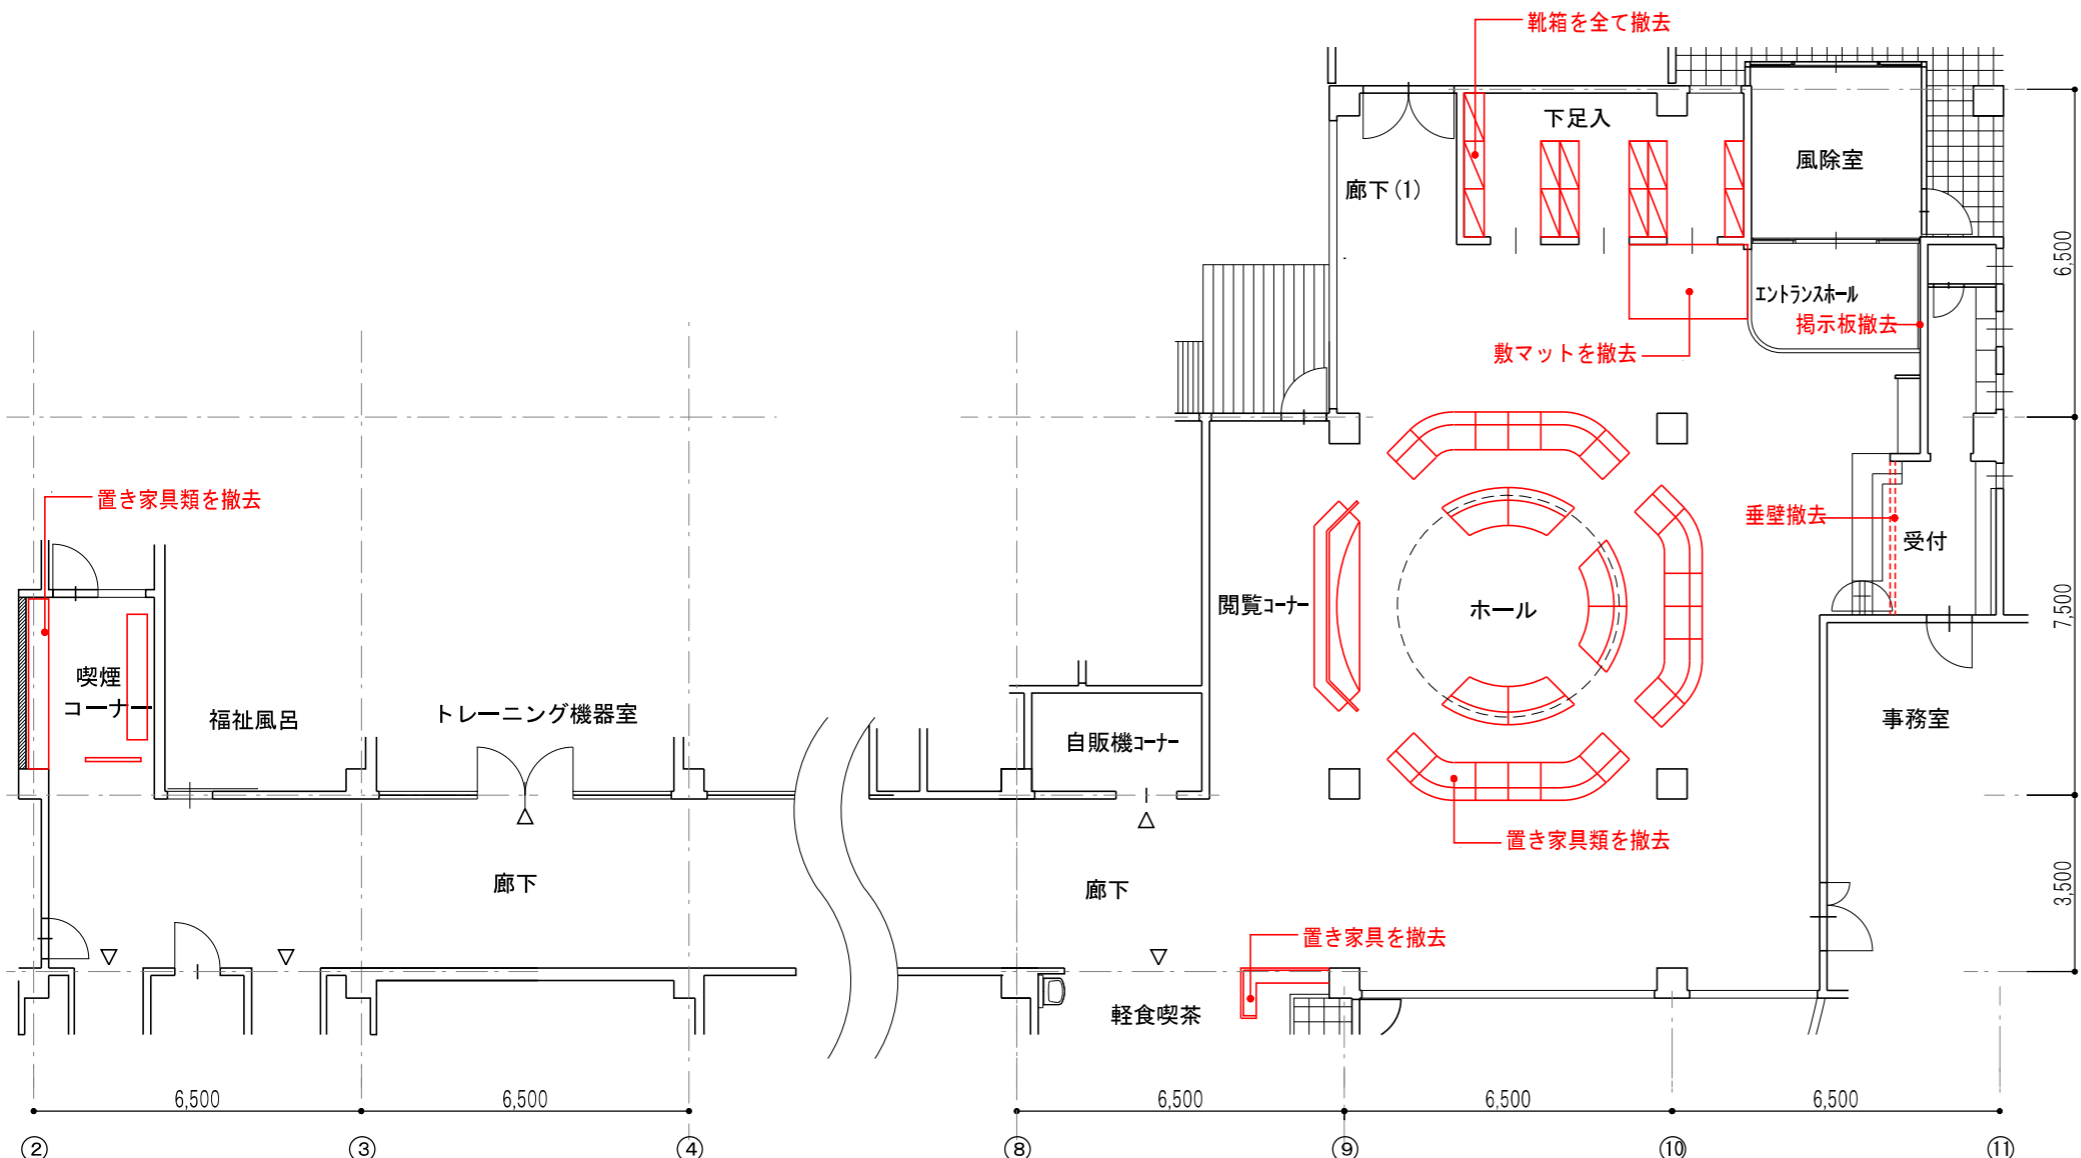 靴箱を全て撤去
下足入
風除室
廊下(1)
6,500
エントランスホール
掲示板撤去
敷マットを撤去
置き家具類を撤去
垂壁撤去
受付
閲覧コーナー
ホール
7,500
喫煙
コーナー
福祉風呂
トレーニング機器室
自販機コーナー
事務室
置き家具類を撤去
廊下
廊下
3,500
置き家具を撤去
軽食喫茶
6,500
6,500
6,500
6,500
6,500
②
③
④
⑧
⑨
⑩
⑪